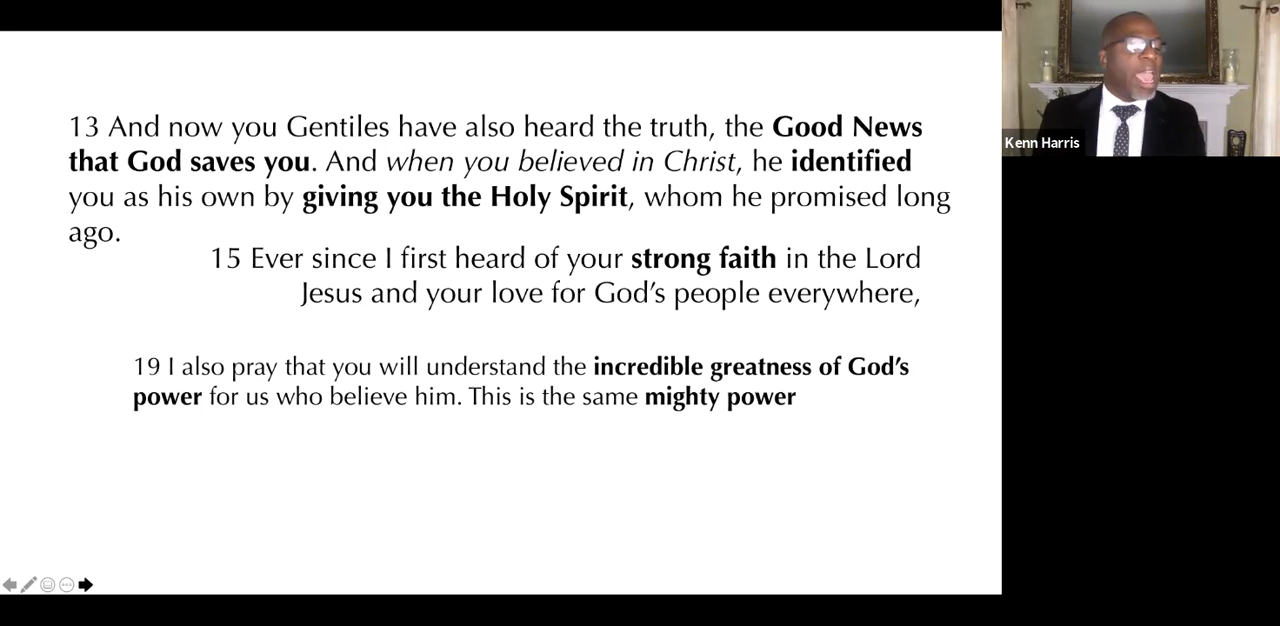 13 And now you Gentiles have also heard the truth, the Good News
that God saves you. And when you believed in Christ, he identified
you as his own by giving you the Holy Spirit, whom he promised long
ago.
15 Ever since I first heard of your strong faith in the Lord
Jesus and your love for God’s people everywhere,
19 I also pray that you will understand the incredible greatness of God’s
power for us who believe him. This is the same mighty power
Kenn Harris